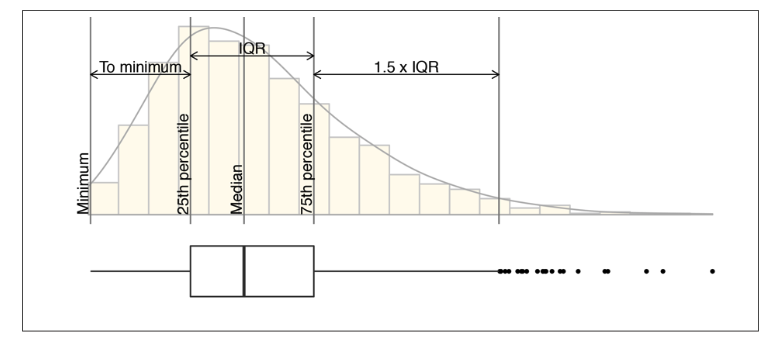 IQR
To minimum
1.5 x IQR
Minimum
25th percentile
Median
75th percentile